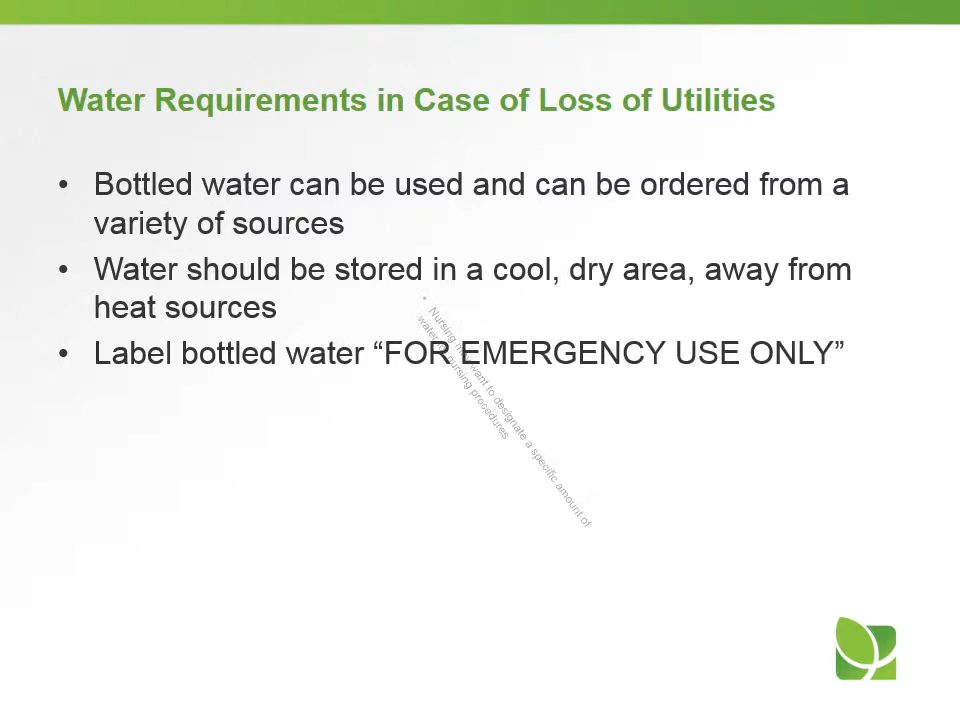 Water Requirements in Case of Loss of Utilities
• Bottled water can be used and can be ordered from a
variety of sources
• Water should be stored in a cool, dry area, away from
heat sources
• Label bottled water “FOR EMERGENCY USE ONLY”
• Nursing may want to designate a specific amount of
water for nursing procedures